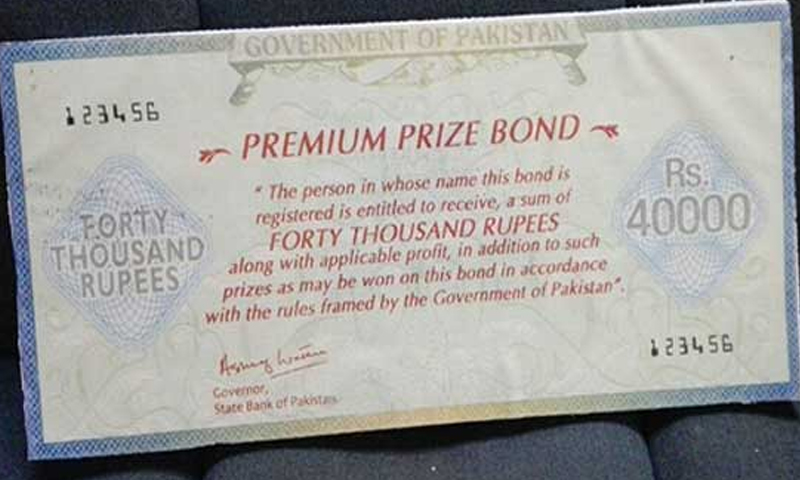 GOVERNMENT OF PAKISTAN
123456
PREMIUM PRIZE BOND
" The person in whose name this bond is
registered is entitled to receive, a sum of
FORTY THOUSAND RUPEES
along with applicable profit, in addition to such
prizes as may be won on this bond in accordance
with the rules framed by the Government of Pakistan".
FORTY
THOUSAND
RUPEES
Rs.
40000
123456
Governor,
State Bank of Pakistan.